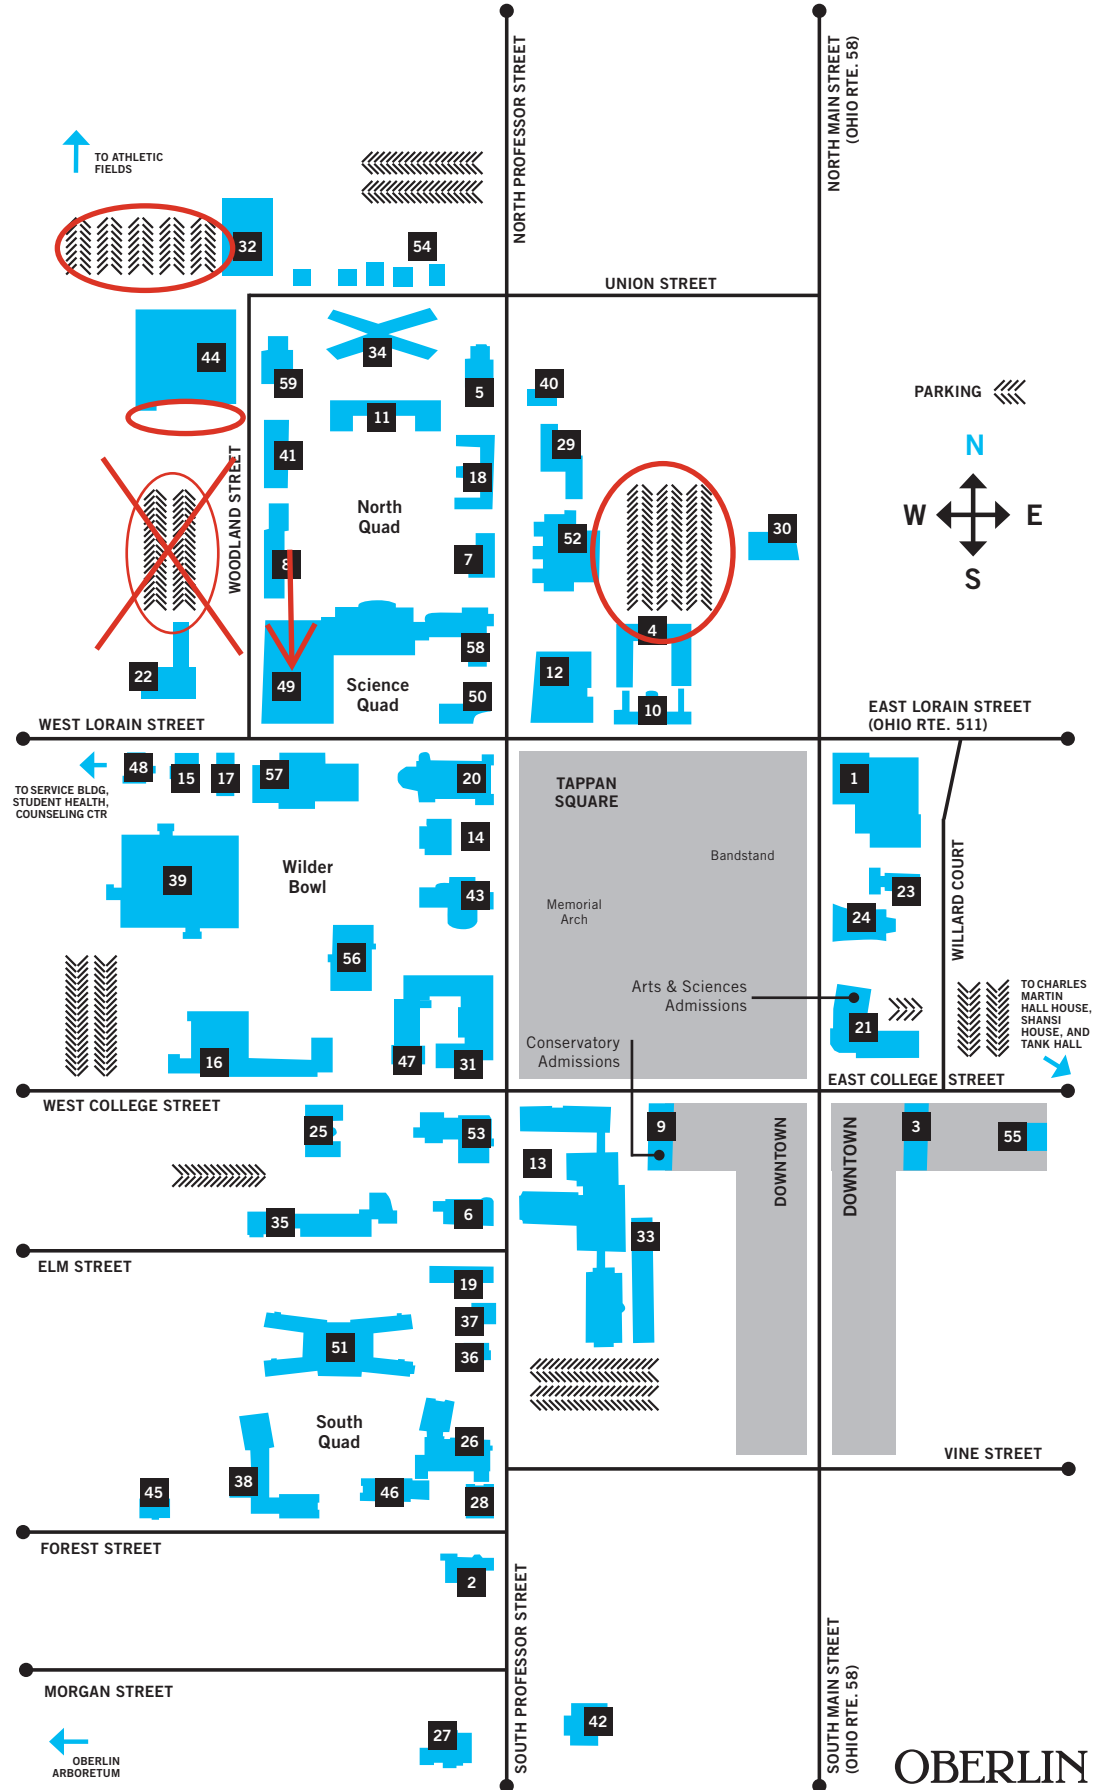 NORTH PROFESSOR STREET
NORTH MAIN STREET
(OHIO RTE. 58)
TO ATHLETIC
FIELDS
32
54
UNION STREET
44
34
59
5
40
11
PARKING
29
41
18
N
W
E
S
WOODLAND STREET
North
Quad
52
30
7
8
4
58
12
22
49
Science
Quad
50
10
WEST LORAIN STREET
EAST LORAIN STREET
(OHIO RTE. 511)
48
15
17
57
20
TAPPAN
SQUARE
1
TO SERVICE BLDG,
STUDENT HEALTH,
COUNSELING CTR
14
Bandstand
Wilder
Bowl
39
43
23
Memorial
Arch
24
WILLARD COURT
56
Arts & Sciences
Admissions
TO CHARLES
MARTIN
HALL HOUSE,
SHANSI
HOUSE, AND
TANK HALL
21
Conservatory
Admissions
16
47
31
EAST COLLEGE STREET
WEST COLLEGE STREET
25
53
9
3
55
DOWNTOWN
DOWNTOWN
13
6
35
33
ELM STREET
19
37
51
36
South
Quad
26
VINE STREET
38
45
46
28
FOREST STREET
2
SOUTH PROFESSOR STREET
SOUTH MAIN STREET
(OHIO RTE. 58)
MORGAN STREET
42
27
OBERLIN
ARBORETUM
OBERLIN